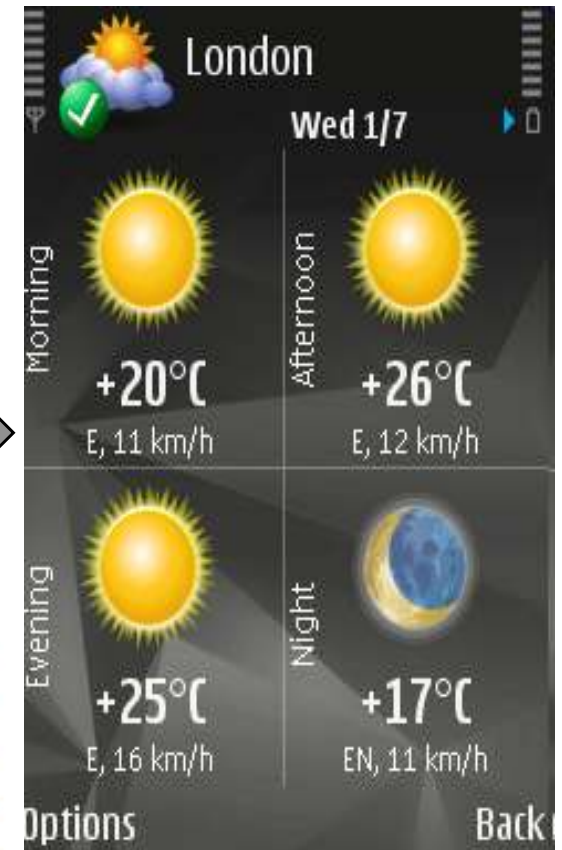 London
Wed 1/7
Morning
+20°C
E, 11 km/h
Afternoon
+26°C
E, 12 km/h
Evening
+25°C
E, 16 km/h
Night
+17°C
EN, 11 km/h
Options
Back